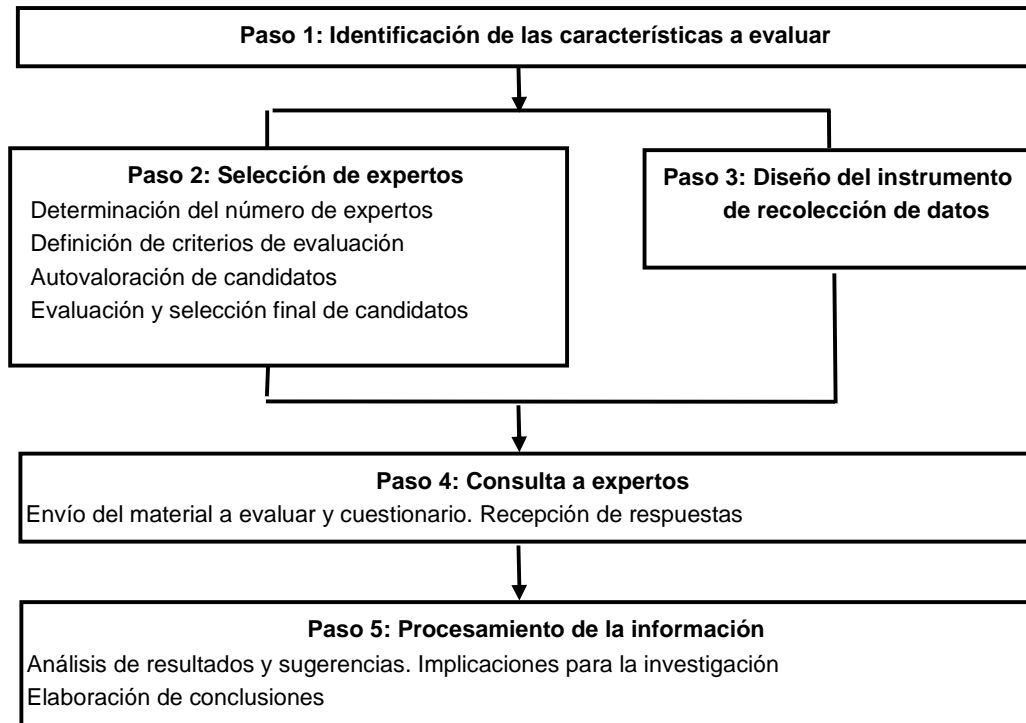 Paso 1: Identificación de las características a evaluar
Paso 2: Selección de expertos
Determinación del número de expertos
Definición de criterios de evaluación
Autovaloración de candidatos
Evaluación y selección final de candidatos
Paso 3: Diseño del instrumento
de recolección de datos
Paso 4: Consulta a expertos
Envío del material a evaluar y cuestionario. Recepción de respuestas
Paso 5: Procesamiento de la información
Análisis de resultados y sugerencias. Implicaciones para la investigación
Elaboración de conclusiones